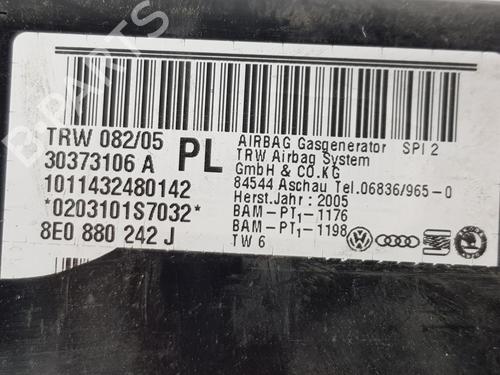 TRW 082/05
30373106 A
1011432480142
*0203101S7032*
8E0 880 242 J
PL
AIRBAG Gasgenerator SPI 2
TRW Airbag System
GmbH & CO.KG
84544 Aschau Tel.06836/965-0
Herst.Jahr: 2005
BAM-PT1-1176
BAM-PT1-1198
TW 6
B-PARTS